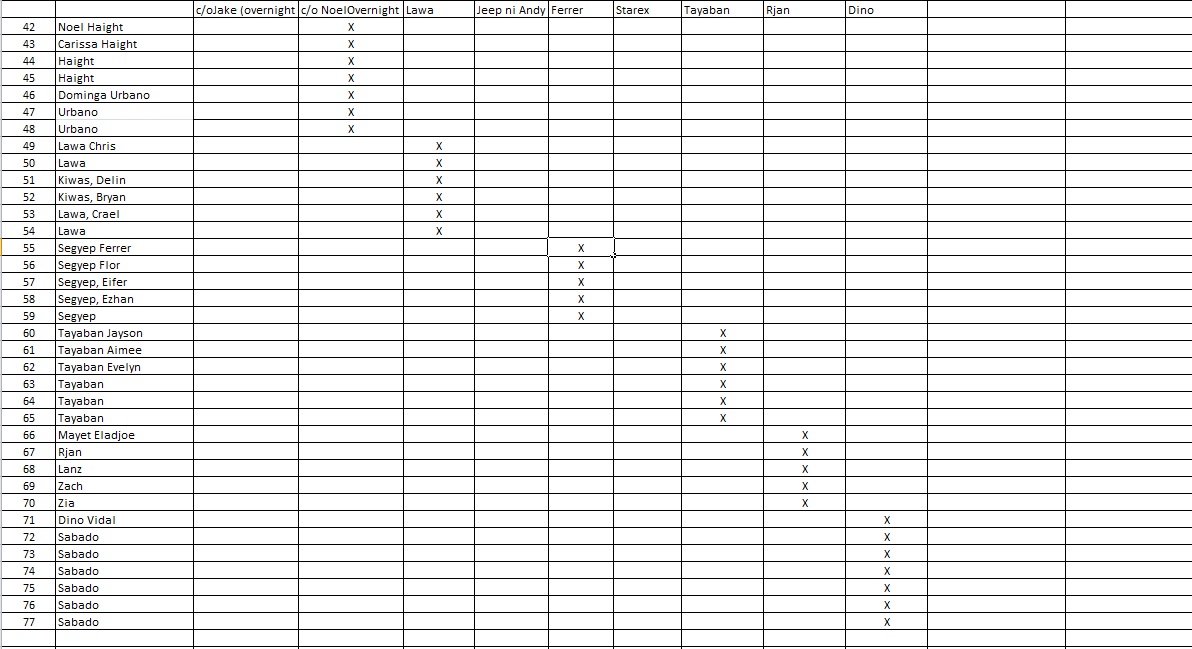 c/oJake (overnight c/o NoelOvernight Lawa Jeep ni Andy Ferrer Starex Tayaban Rjan Dino
42 Noel Haight X
43 Carissa Haight X
44 Haight X
45 Haight X
46 Dominga Urbano X
47 Urbano X
48 Urbano X
49 Lawa Chris X
50 Lawa X
51 Kiwas, Delin X
52 Kiwas, Bryan X
53 Lawa, Crael X
54 Lawa X
55 Segyep Ferrer X
56 Segyep Flor X
57 Segyep, Eifer X
58 Segyep, Ezhan X
59 Segyep X
60 Tayaban Jayson X
61 Tayaban Aimee X
62 Tayaban Evelyn X
63 Tayaban X
64 Tayaban X
65 Tayaban X
66 Mayet Eladjoe X
67 Rjan X
68 Lanz X
69 Zach X
70 Zia X
71 Dino Vidal X
72 Sabado X
73 Sabado X
74 Sabado X
75 Sabado X
76 Sabado X
77 Sabado X